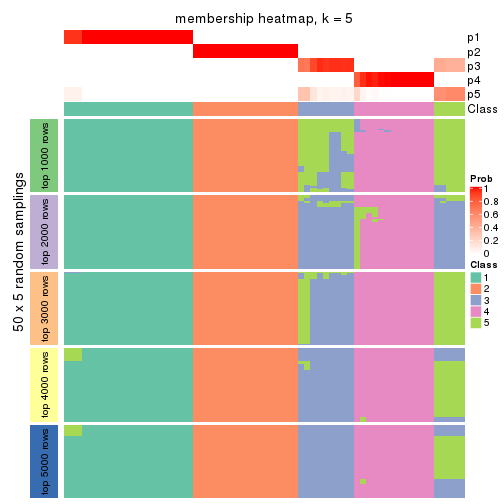 membership heatmap, k = 5
p1
p2
p3
p4
p5
Class
50 x 5 random samplings
top 1000 rows
top 2000 rows
top 3000 rows
top 4000 rows
top 5000 rows
Prob
1
0.8
0.6
0.4
0.2
0
Class
1
2
3
4
5